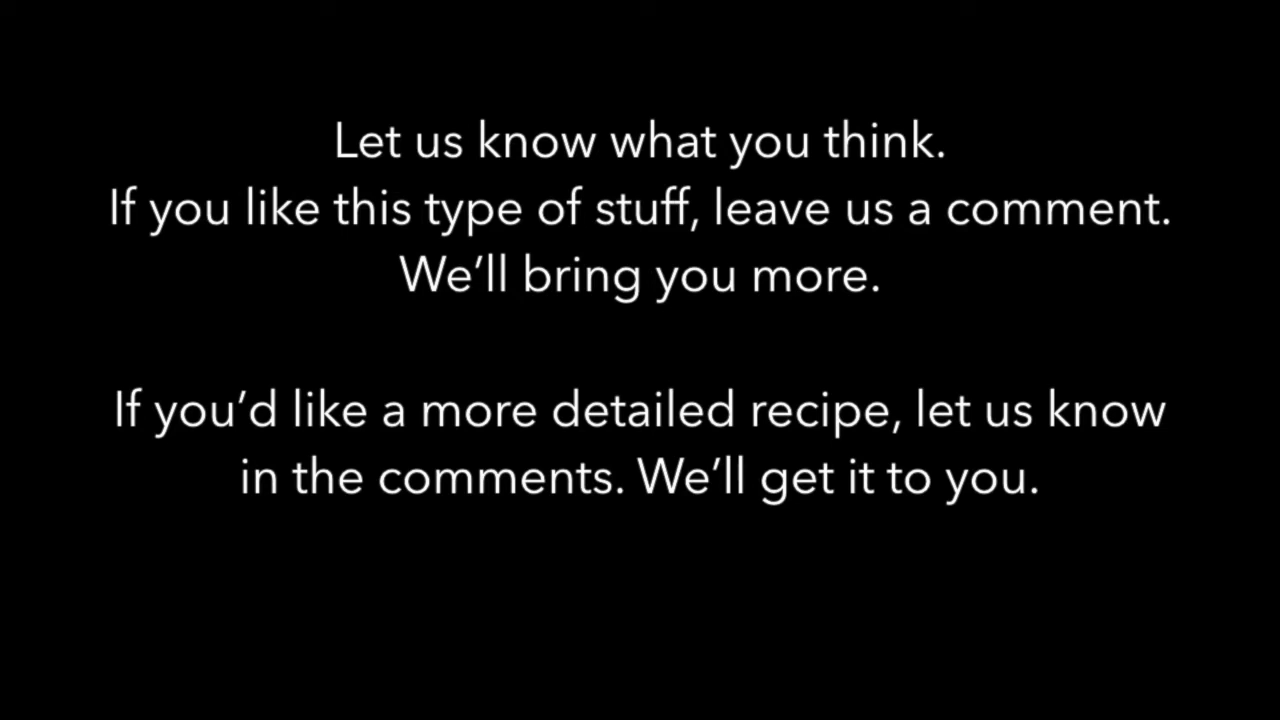 Let us know what you think.
If you like this type of stuff, leave us a comment.
We’ll bring you more.
If you’d like a more detailed recipe, let us know
in the comments. We’ll get it to you.